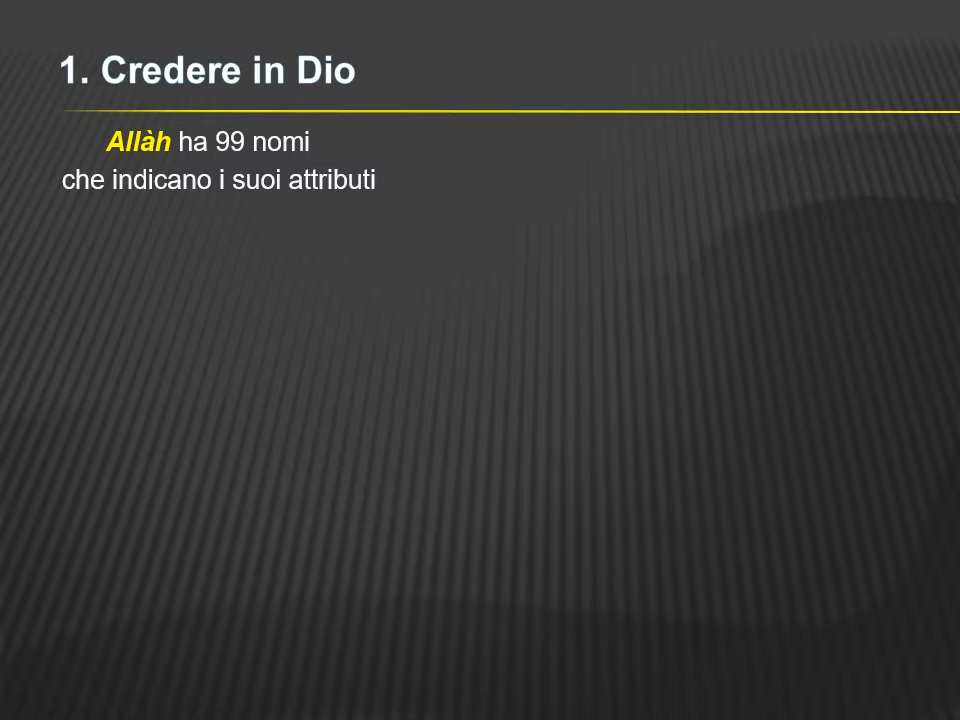 1. Credere in Dio
Allàh ha 99 nomi
che indicano i suoi attributi